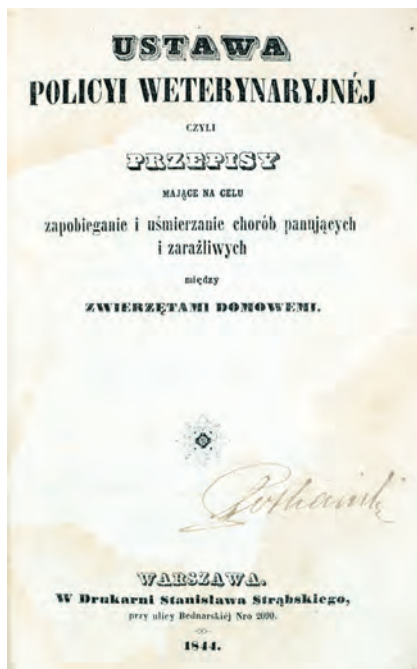 USTAWA
POLICYI WETERYNARYJNÉJ
CZYLI
PRZEPISY
MAJĄCE NA CELU
zapobieganie i uśmierzanie chorób panujących
i zaraźliwych
między
ZWIERZĘTAMI DOMOWEMI.
WARSZAWA.
W Drukarni Stanisława Strąbskiego,
przy ulicy Bednarskiéj Nro 2690.
1844.